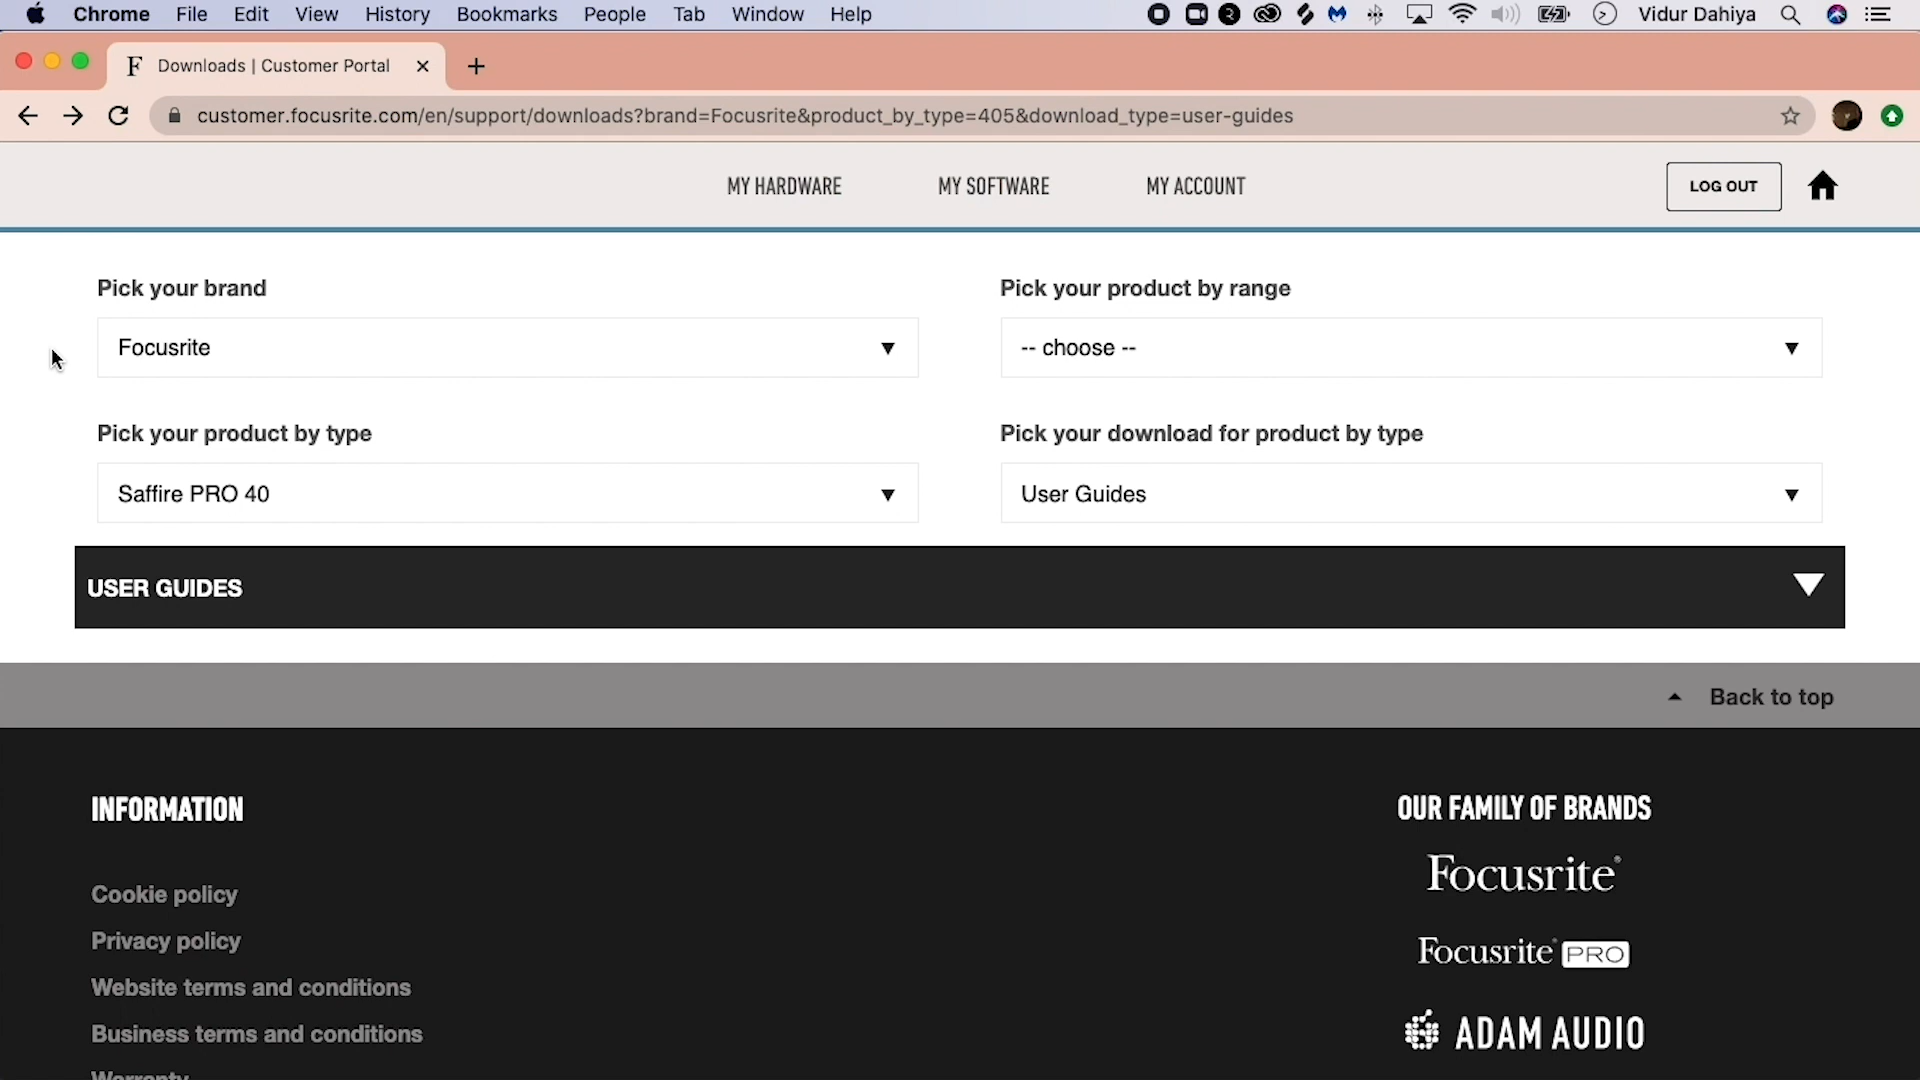 Chrome File Edit View History Bookmarks People Tab Window Help Vidur Dahiya
F Downloads | Customer Portal
customer.focusrite.com/en/support/downloads?brand=Focusrite&product_by_type=405&download_type=user-guides
MY HARDWARE MY SOFTWARE MY ACCOUNT LOG OUT
Pick your brand Pick your product by range
Focusrite -- choose --
Pick your product by type Pick your download for product by type
Saffire PRO 40 User Guides
USER GUIDES
Back to top
INFORMATION OUR FAMILY OF BRANDS
Focusrite®
Cookie policy
Privacy policy Focusrite® PRO
Website terms and conditions
Business terms and conditions ADAM AUDIO
Warranty